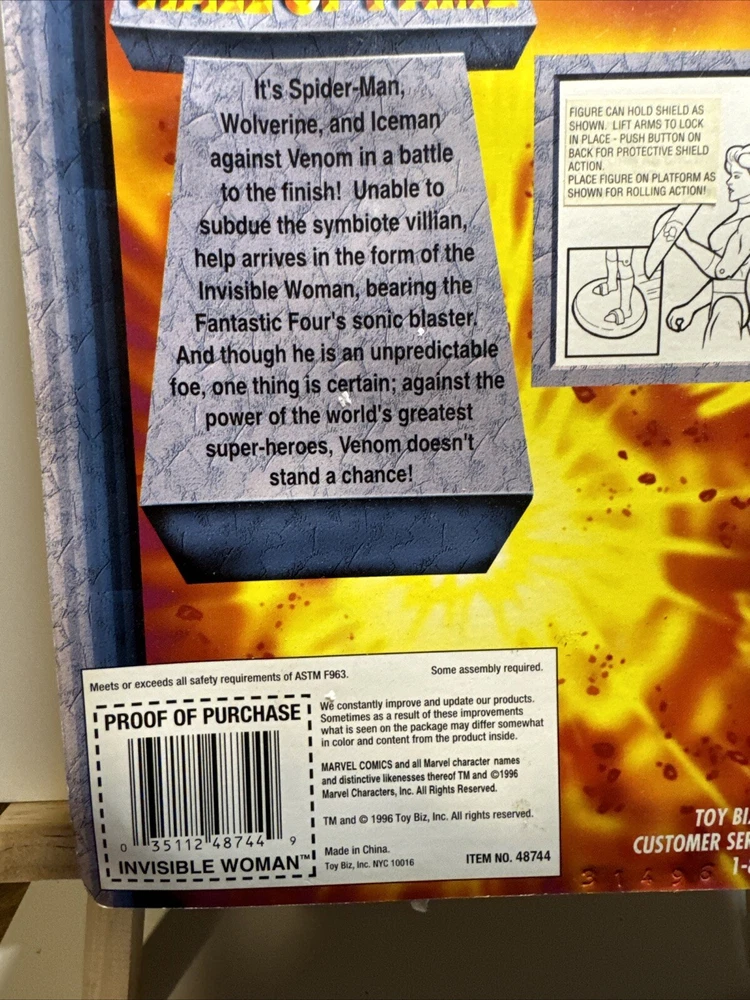 HALL OF FAME
It's Spider-Man,
Wolverine, and Iceman
against Venom in a battle
to the finish! Unable to
subdue the symbiote villian,
help arrives in the form of the
Invisible Woman, bearing the
Fantastic Four's sonic blaster.
And though he is an unpredictable
foe, one thing is certain; against the
power of the world's greatest
super-heroes, Venom doesn't
stand a chance!
FIGURE CAN HOLD SHIELD AS
SHOWN. LIFT ARMS TO LOCK
IN PLACE - PUSH BUTTON ON
BACK FOR PROTECTIVE SHIELD
ACTION.
PLACE FIGURE ON PLATFORM AS
SHOWN FOR ROLLING ACTION!
Meets or exceeds all safety requirements of ASTM F963.
Some assembly required.
PROOF OF PURCHASE
0 35112 48744 9
INVISIBLE WOMAN™
We constantly improve and update our products.
Sometimes as a result of these improvements
what is seen on the package may differ somewhat
in color and content from the product inside.
MARVEL COMICS and all Marvel character names
and distinctive likenesses thereof TM and ©1996
Marvel Characters, Inc. All Rights Reserved.
TM and © 1996 Toy Biz, Inc. All rights reserved.
Made in China.
Toy Biz, Inc. NYC 10016
ITEM NO. 48744
TOY BI
CUSTOMER SER
1-
31496